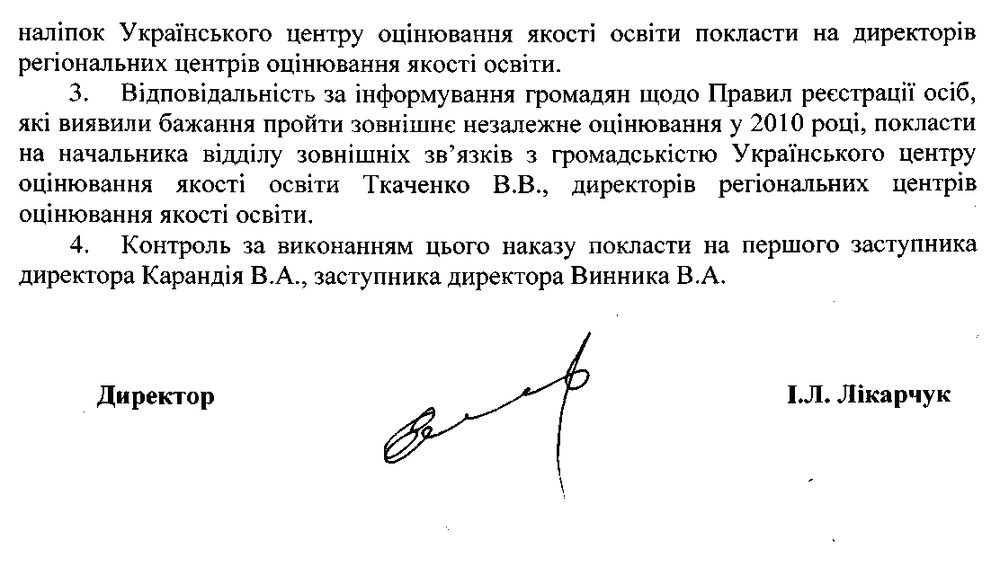 наліпок Українського центру оцінювання якості освіти покласти на директорів
регіональних центрів оцінювання якості освіти.
3. Відповідальність за інформування громадян щодо Правил реєстрації осіб,
які виявили бажання пройти зовнішнє незалежне оцінювання у 2010 році, покласти
на начальника відділу зовнішніх зв’язків з громадськістю Українського центру
оцінювання якості освіти Ткаченко В.В., директорів регіональних центрів
оцінювання якості освіти.
4. Контроль за виконанням цього наказу покласти на першого заступника
директора Карандія В.А., заступника директора Винника В.А.
Директор І.Л. Лікарчук